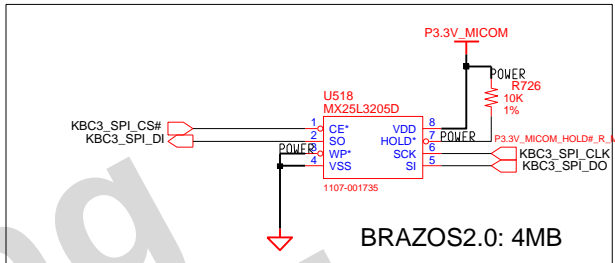 P3.3V_MICOM
POWER
R726
10K
1%
U518
MX25L3205D
KBC3_SPI_CS#
1
CE*
VDD
8
KBC3_SPI_DI
2
SO
HOLD*
7
POWER
P3.3V_MICOM_HOLD#_R_M
POWER
3
WP*
SCK
6
KBC3_SPI_CLK
4
VSS
SI
5
KBC3_SPI_DO
1107-001735
BRAZOS2.0: 4MB